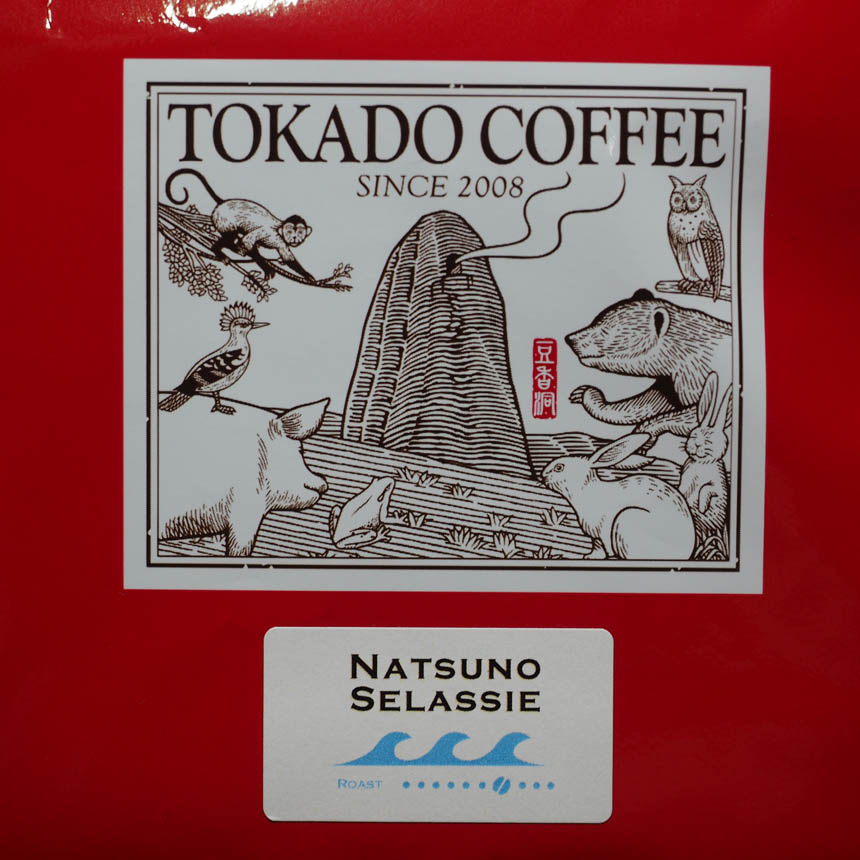 TOKADO COFFEE
SINCE 2008
豆香洞
NATSUNO
SELASSIE
ROAST